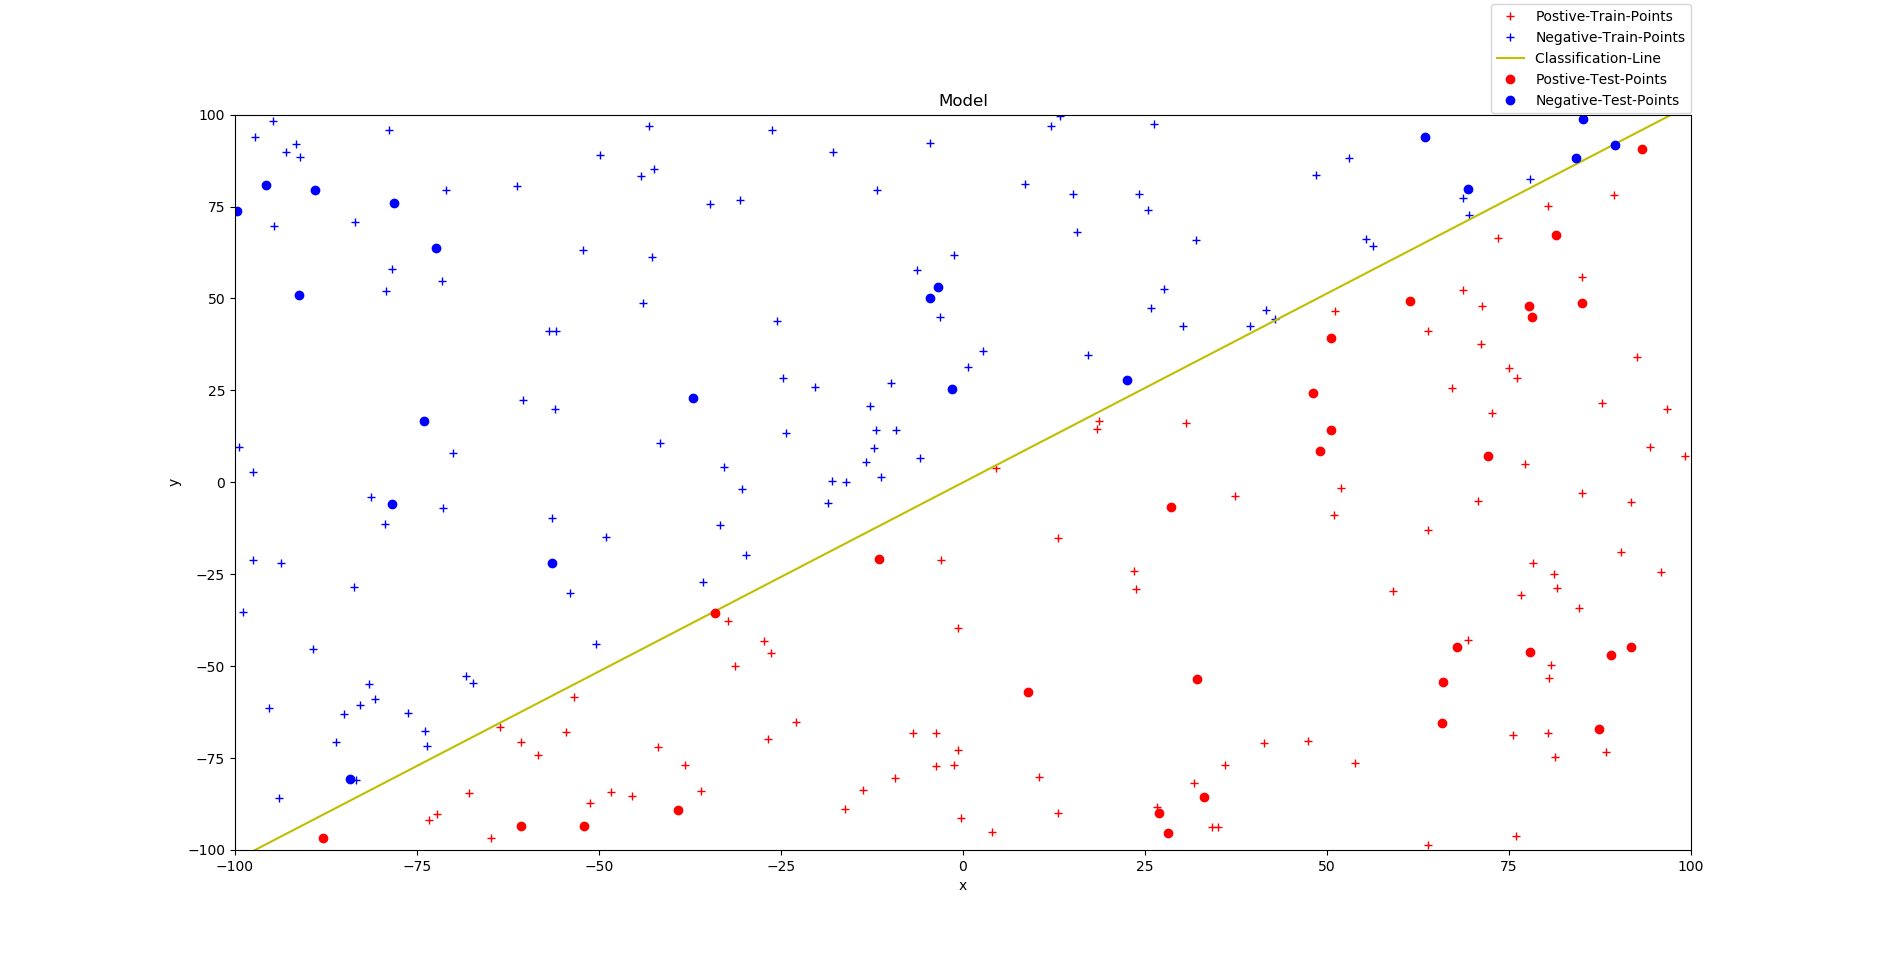 Postive-Train-Points
Negative-Train-Points
Classification-Line
Postive-Test-Points
Negative-Test-Points
Model
100
75
50
25
0
−25
−50
−75
−100
y
−100 −75 −50 −25 0 25 50 75 100
x